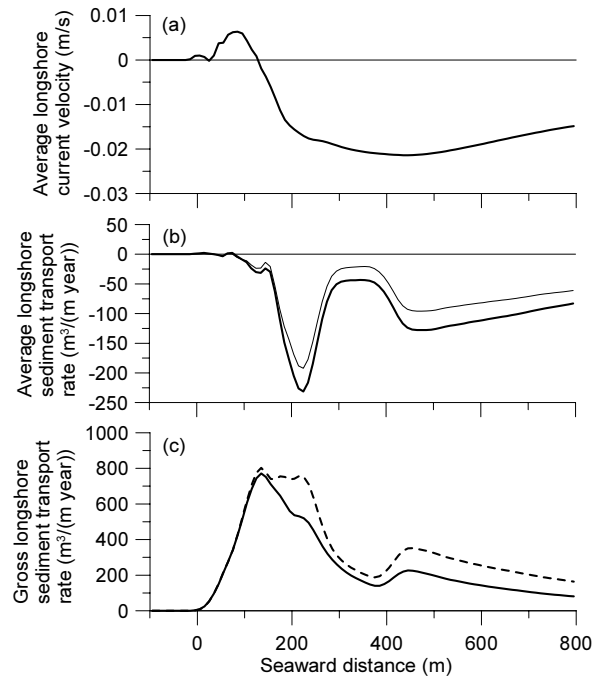 (a)
Average longshore
current velocity (m/s)
0.01
0
-0.01
-0.02
-0.03
(b)
Average longshore
sediment transport
rate (m³/(m year))
50
0
-50
-100
-150
-200
-250
(c)
Gross longshore
sediment transport
rate (m³/(m year))
1000
800
600
400
200
0
0 200 400 600 800
Seaward distance (m)